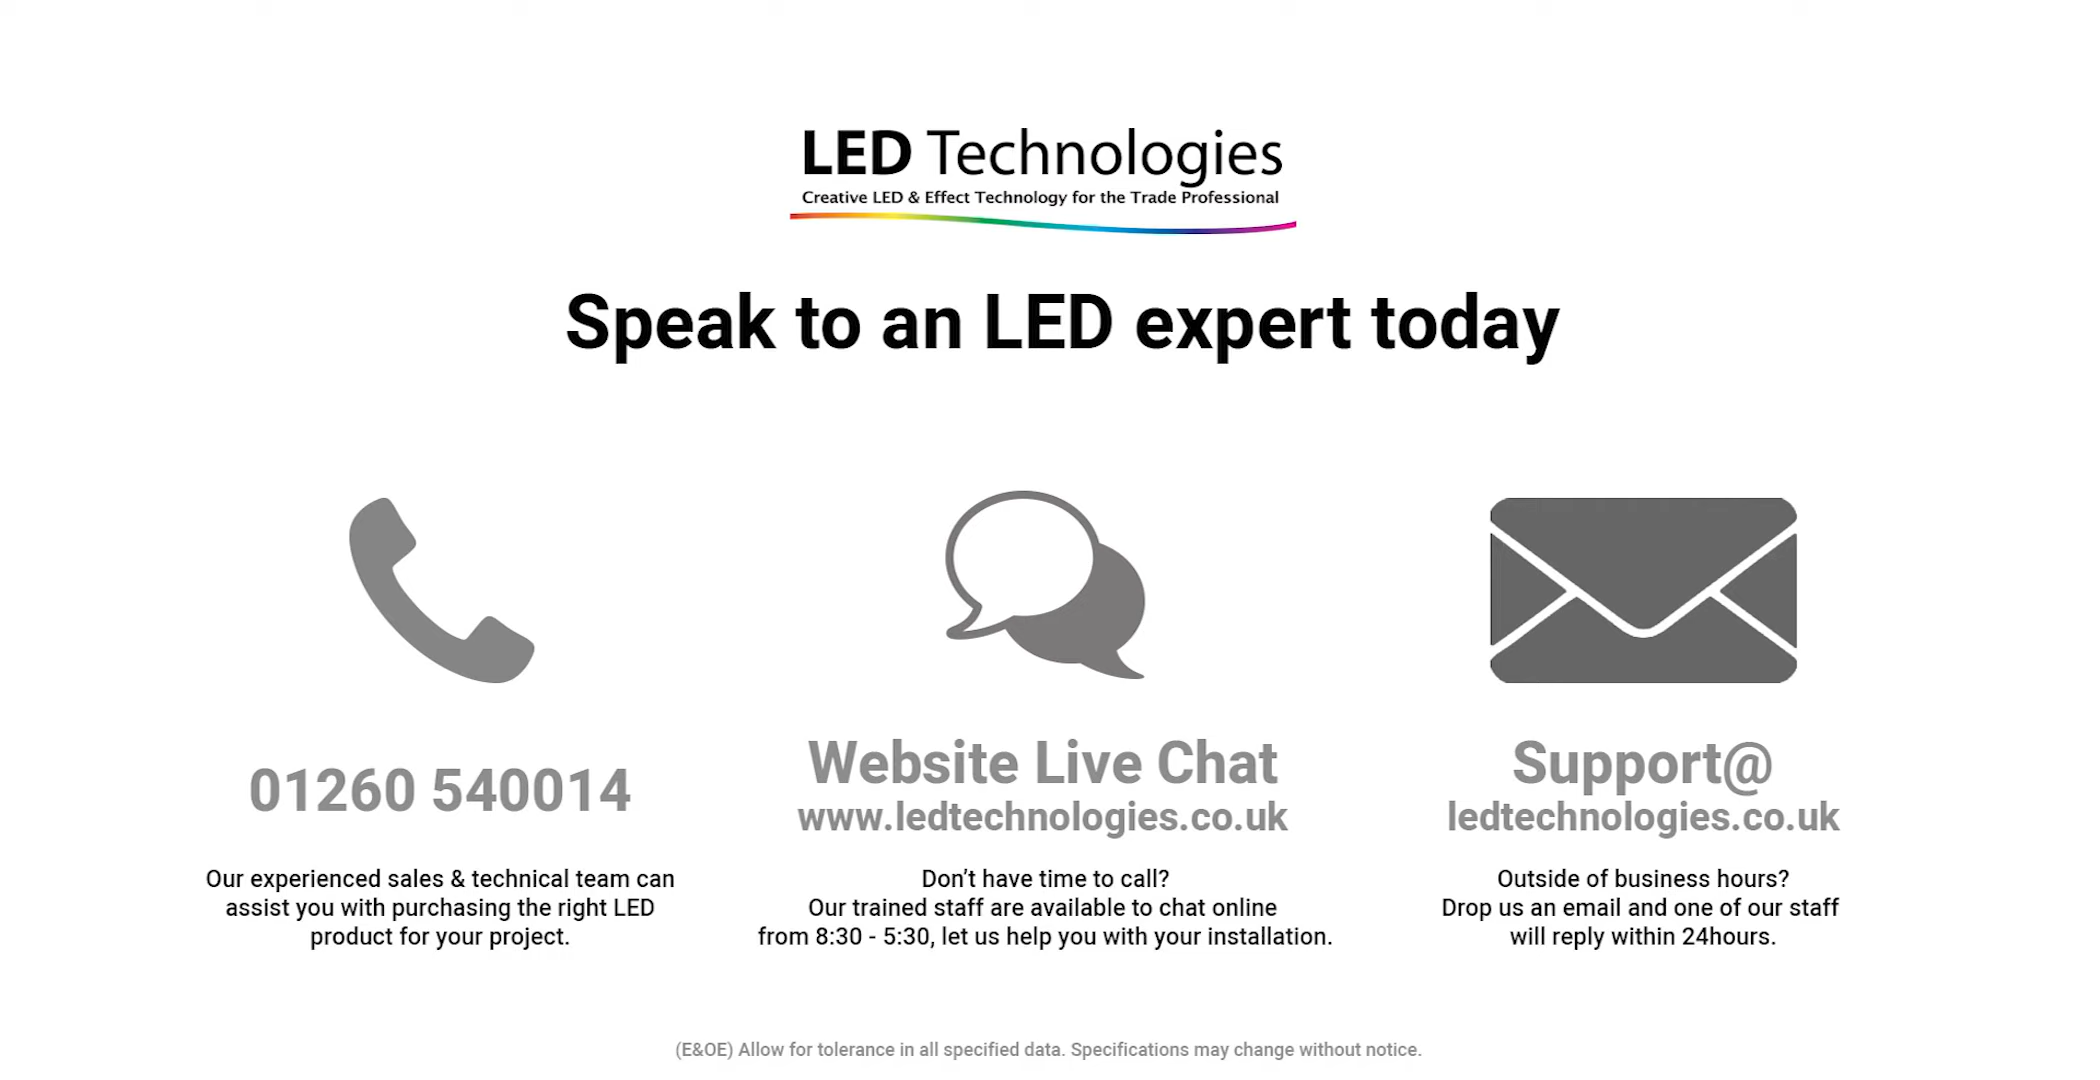 LED Technologies
Creative LED & Effect Technology for the Trade Professional
Speak to an LED expert today
01260 540014
Our experienced sales & technical team can
assist you with purchasing the right LED
product for your project.
Website Live Chat
www.ledtechnologies.co.uk
Don’t have time to call?
Our trained staff are available to chat online
from 8:30 - 5:30, let us help you with your installation.
Support@
ledtechnologies.co.uk
Outside of business hours?
Drop us an email and one of our staff
will reply within 24hours.
(E&OE) Allow for tolerance in all specified data. Specifications may change without notice.